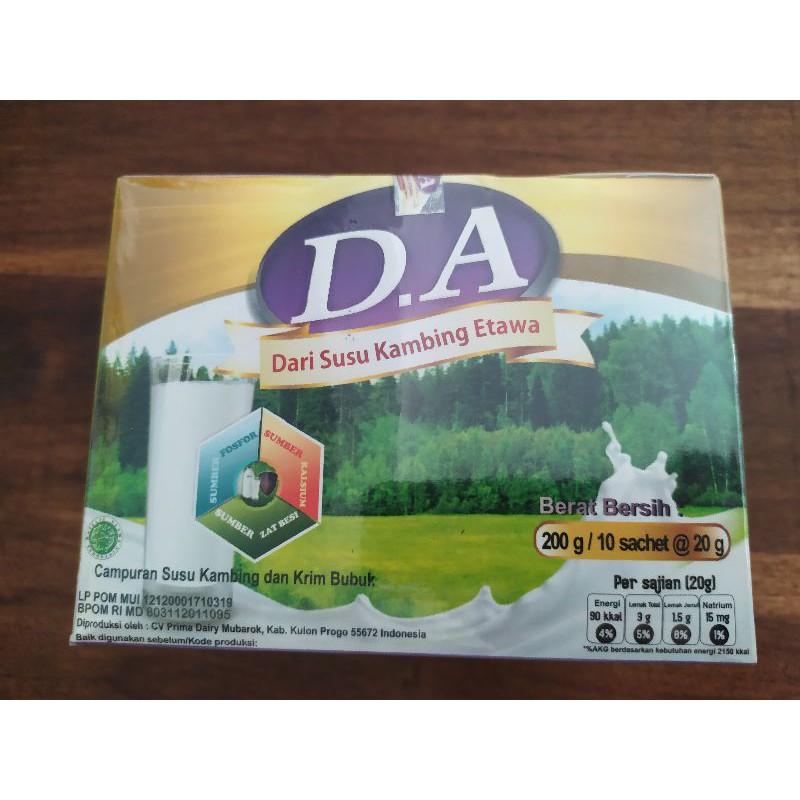 D.A
Dari Susu Kambing Etawa
SUMBER FOSFOR
SUMBER KALSIUM
SUMBER ZAT BESI
Berat Bersih :
200 g / 10 sachet @ 20 g
Campuran Susu Kambing dan Krim Bubuk
LP POM MUI 12120001710319
BPOM RI MD 803112011095
Diproduksi oleh : CV Prima Dairy Mubarok, Kab. Kulon Progo 55672 Indonesia
Baik digunakan sebelum/Kode produksi:
Per sajian (20g)
Energi Lemak Total Lemak Jenuh Natrium
90 kkal 3 g 1,5 g 15 mg
4% 5% 8% 1%
*%AKG berdasarkan kebutuhan energi 2150 kkal